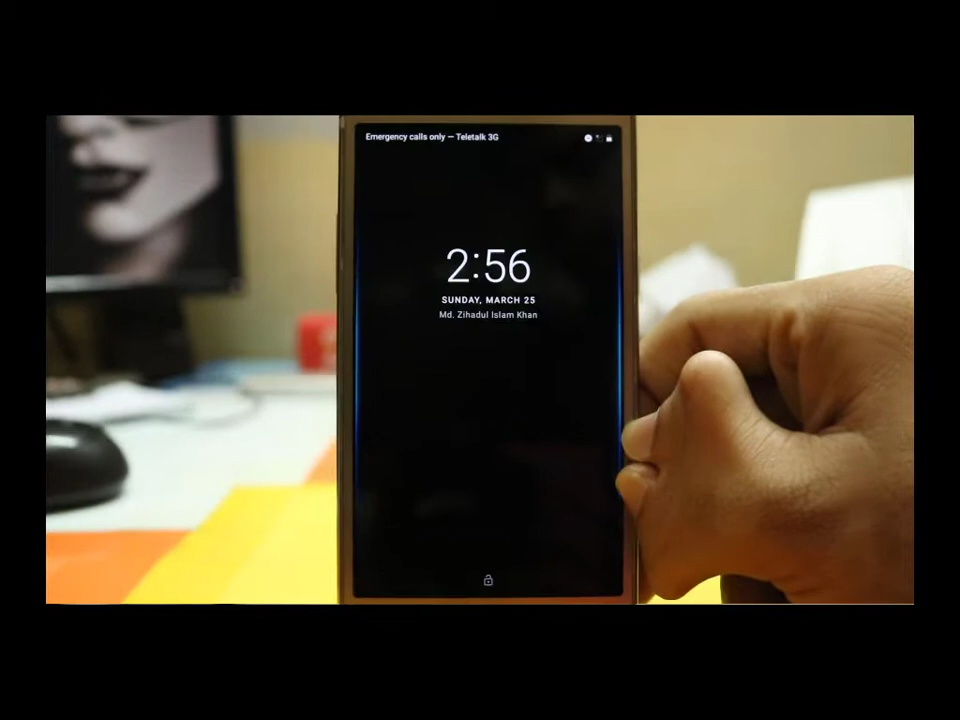 Emergency calls only — Teletalk 3G
2:56
SUNDAY, MARCH 25
Md. Zihadul Islam Khan